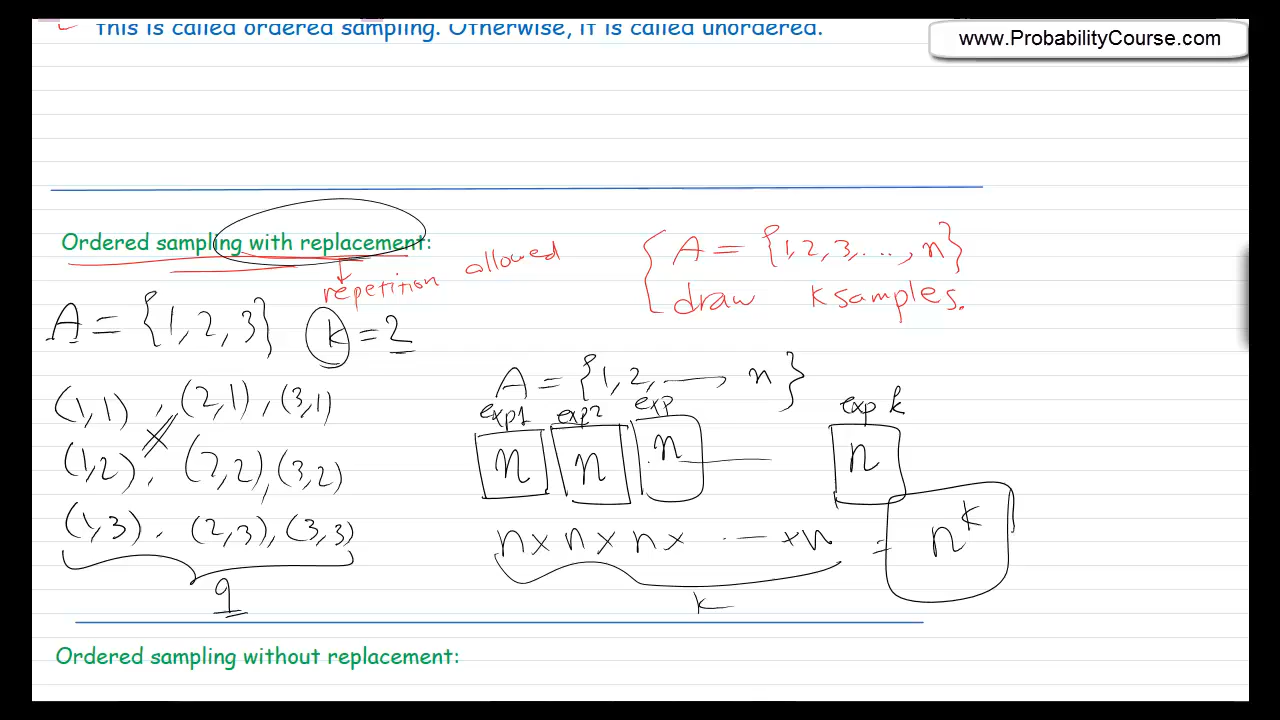 this is called ordered sampling. Otherwise, it is called unordered.
www.ProbabilityCourse.com
Ordered sampling with replacement:
repetition allowed
{ A = {1, 2, 3, ..., n}
draw k samples.
A = {1, 2, 3} k = 2
(1,1), (2,1), (3,1)
(1,2), (2,2), (3,2)
(1,3), (2,3), (3,3)
9
A = {1, 2, —, n}
exp1 exp2 exp exp k
n n n — n
n × n × n × ... × n = n^k
k
Ordered sampling without replacement: